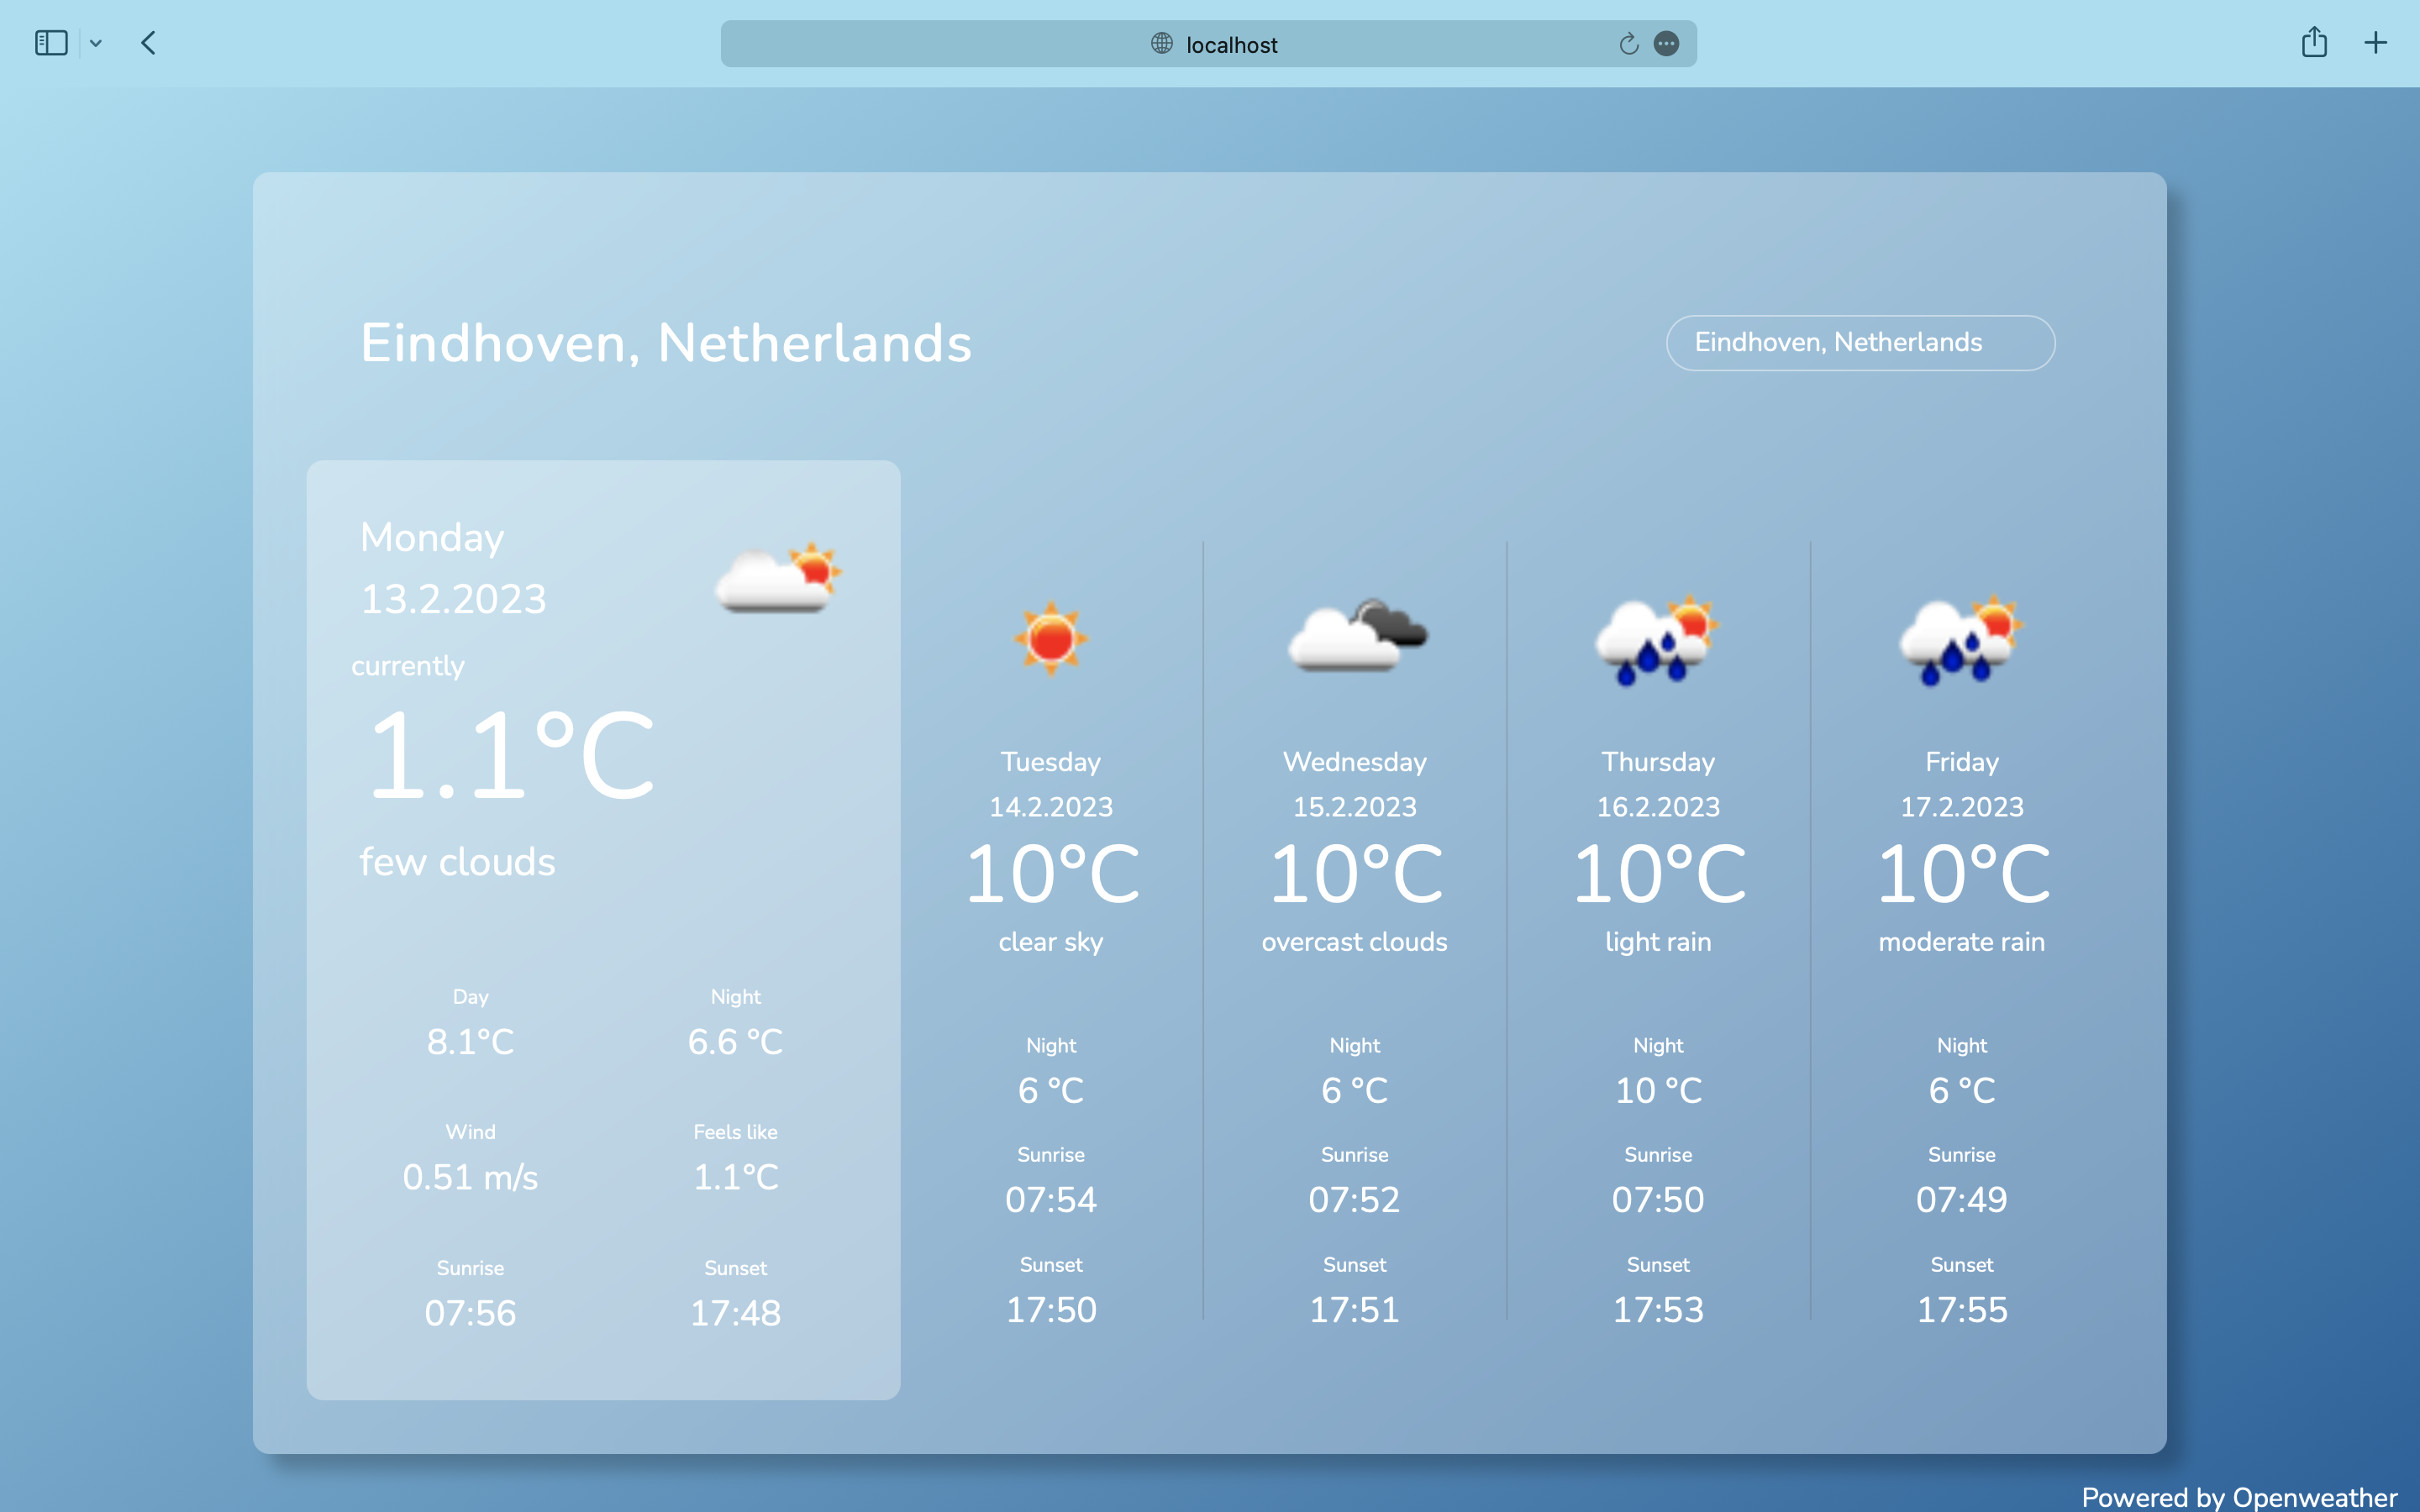 localhost
Eindhoven, Netherlands
Eindhoven, Netherlands
Monday
13.2.2023
currently
1.1°C
few clouds
Day
Night
8.1°C
6.6 °C
Wind
Feels like
0.51 m/s
1.1°C
Sunrise
Sunset
07:56
17:48
Tuesday
14.2.2023
10°C
clear sky
Night
6 °C
Sunrise
07:54
Sunset
17:50
Wednesday
15.2.2023
10°C
overcast clouds
Night
6 °C
Sunrise
07:52
Sunset
17:51
Thursday
16.2.2023
10°C
light rain
Night
10 °C
Sunrise
07:50
Sunset
17:53
Friday
17.2.2023
10°C
moderate rain
Night
6 °C
Sunrise
07:49
Sunset
17:55
Powered by Openweather